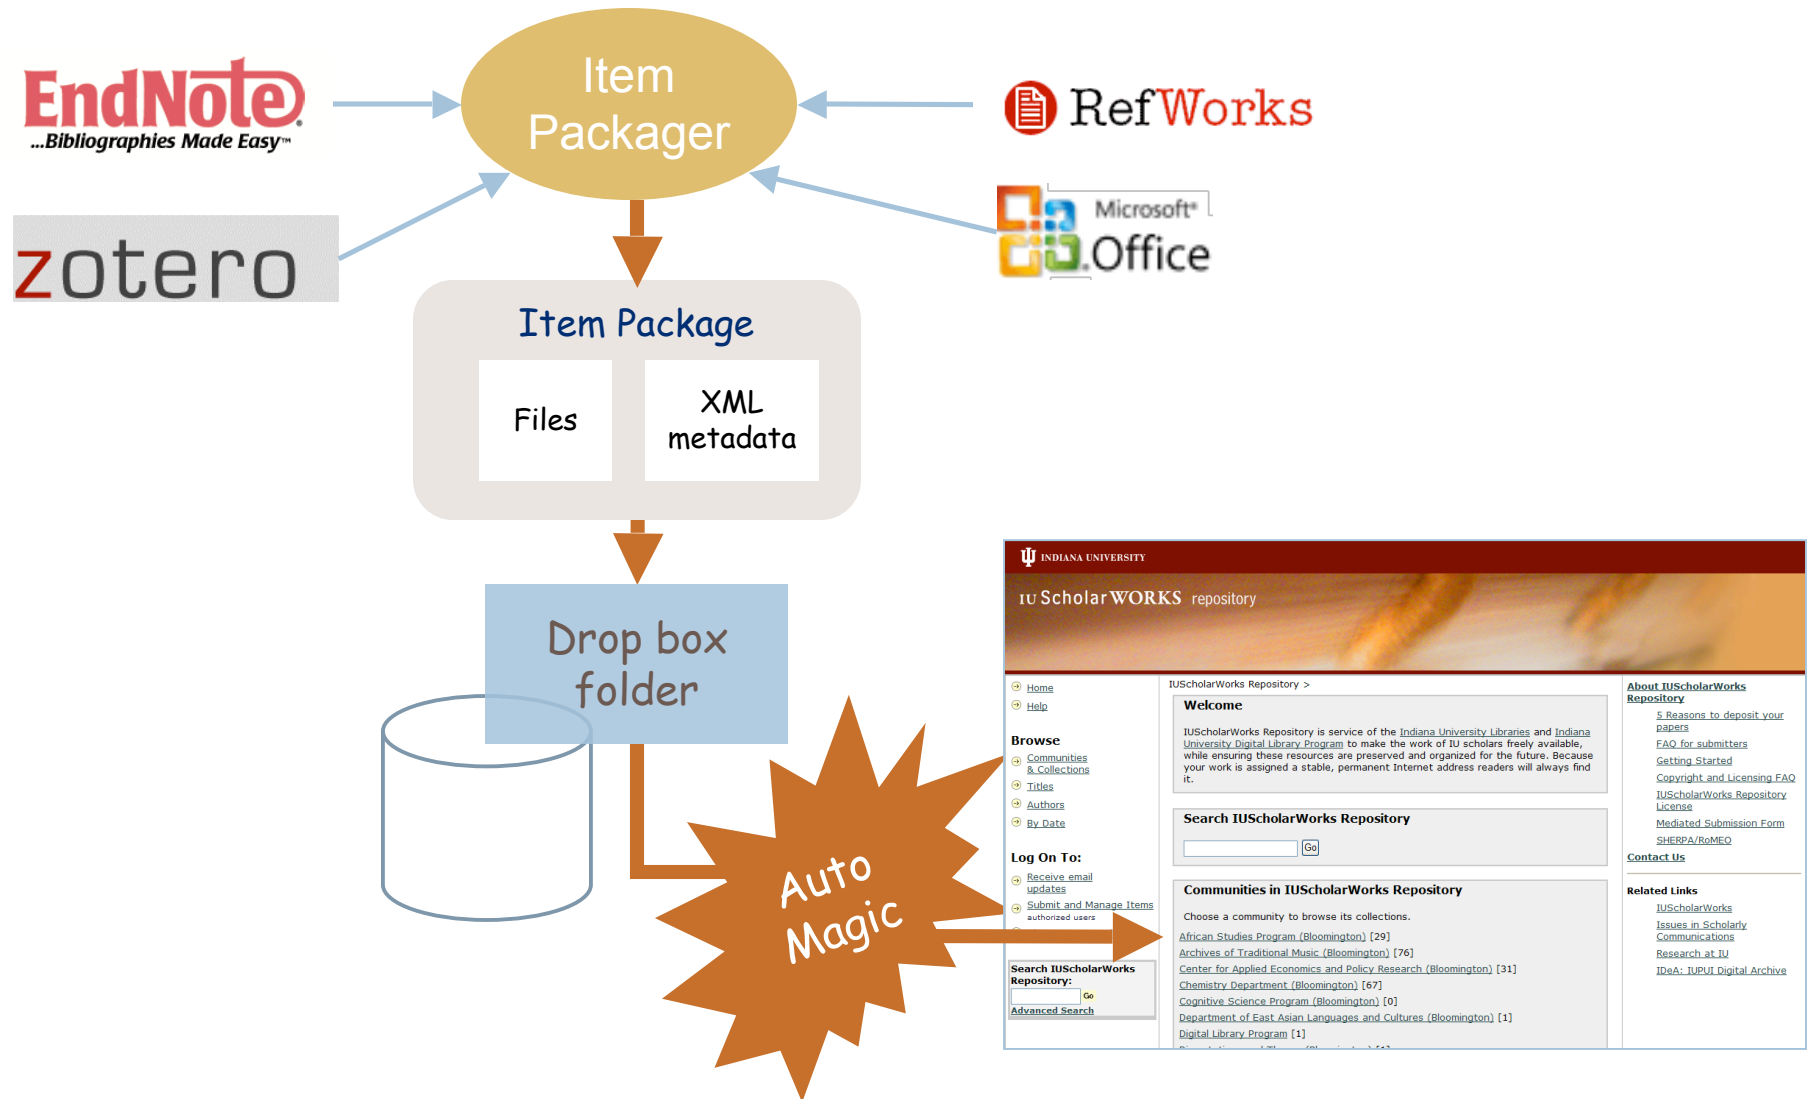 EndNote®
...Bibliographies Made Easy™
zotero
Item
Packager
RefWorks
Microsoft®
Office
Item Package
Files
XML
metadata
Drop box
folder
Auto
Magic
INDIANA UNIVERSITY
IU ScholarWORKS repository
Home
Help
Browse
Communities
& Collections
Titles
Authors
By Date
Log On To:
Receive email
updates
Submit and Manage Items
authorized users
Search IUScholarWorks
Repository:
Go
Advanced Search
IUScholarWorks Repository >
Welcome
IUScholarWorks Repository is service of the Indiana University Libraries and Indiana
University Digital Library Program to make the work of IU scholars freely available,
while ensuring these resources are preserved and organized for the future. Because
your work is assigned a stable, permanent Internet address readers will always find
it.
Search IUScholarWorks Repository
Go
Communities in IUScholarWorks Repository
Choose a community to browse its collections.
African Studies Program (Bloomington) [29]
Archives of Traditional Music (Bloomington) [76]
Center for Applied Economics and Policy Research (Bloomington) [31]
Chemistry Department (Bloomington) [67]
Cognitive Science Program (Bloomington) [0]
Department of East Asian Languages and Cultures (Bloomington) [1]
Digital Library Program [1]
About IUScholarWorks
Repository
5 Reasons to deposit your
papers
FAQ for submitters
Getting Started
Copyright and Licensing FAQ
IUScholarWorks Repository
License
Mediated Submission Form
SHERPA/RoMEO
Contact Us
Related Links
IUScholarWorks
Issues in Scholarly
Communications
Research at IU
IDeA: IUPUI Digital Archive